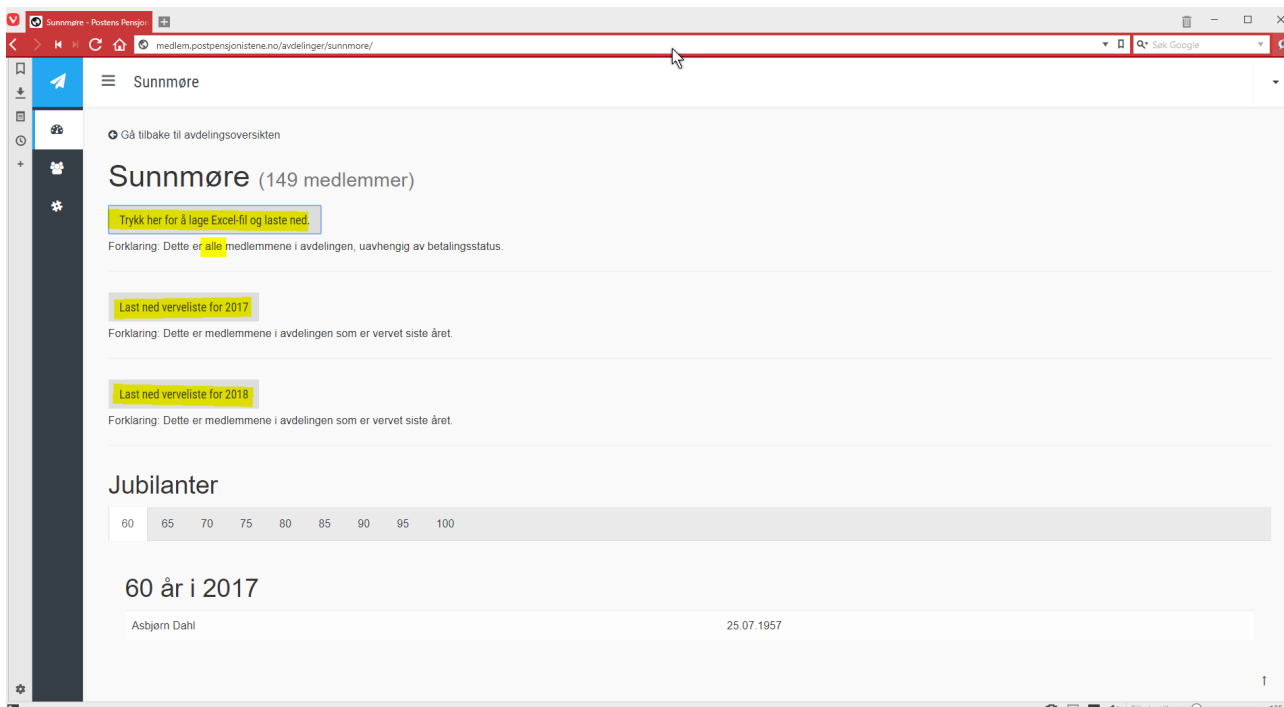 Sunnmøre - Postens Pensjor
medlem.postpensjonistene.no/avdelinger/sunnmore/
Søk Google
Sunnmøre
Gå tilbake til avdelingsoversikten
Sunnmøre (149 medlemmer)
Trykk her for å lage Excel-fil og laste ned.
Forklaring: Dette er alle medlemmene i avdelingen, uavhengig av betalingsstatus.
Last ned verveliste for 2017
Forklaring: Dette er medlemmene i avdelingen som er vervet siste året.
Last ned verveliste for 2018
Forklaring: Dette er medlemmene i avdelingen som er vervet siste året.
Jubilanter
60 65 70 75 80 85 90 95 100
60 år i 2017
Asbjørn Dahl 25.07.1957